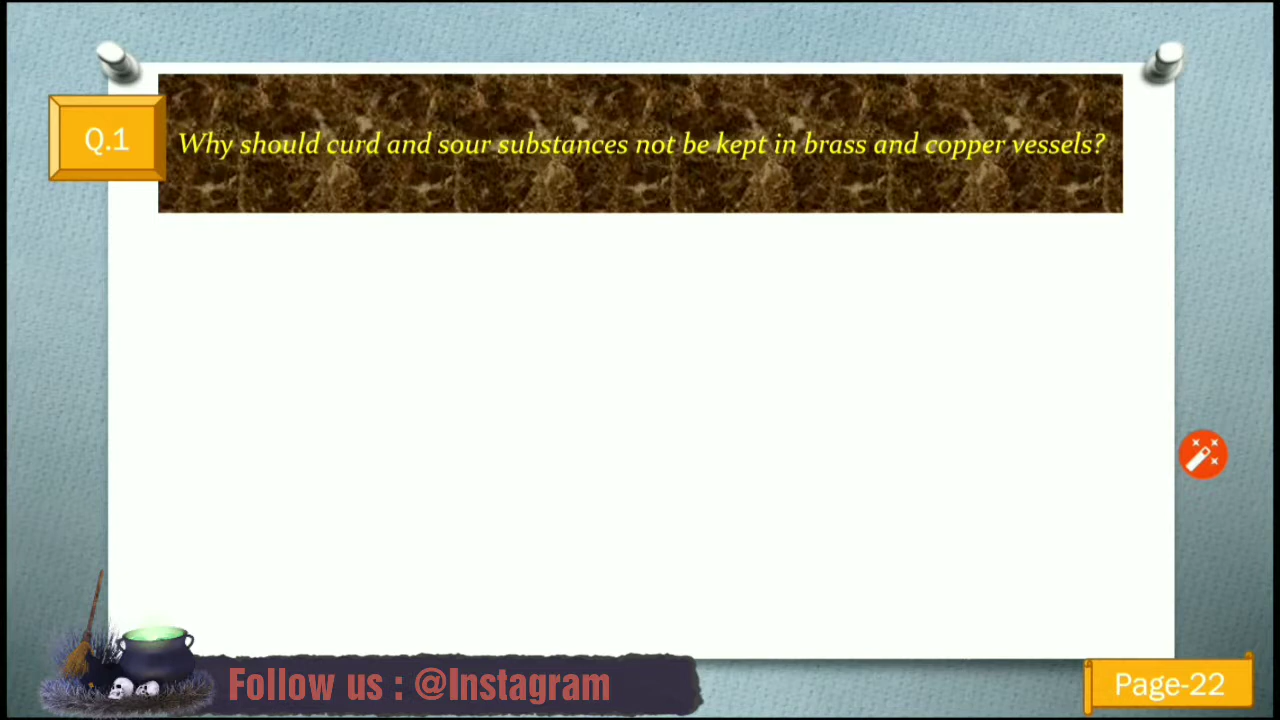 Q.1
Why should curd and sour substances not be kept in brass and copper vessels?
Follow us : @Instagram
Page-22